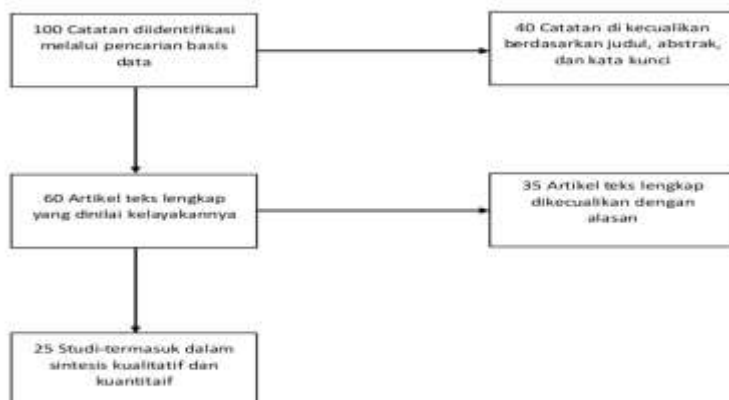 100 Catatan diidentifikasi
melalui pencarian basis
data
40 Catatan di kecualikan
berdasarkan judul, abstrak,
dan kata kunci
60 Artikel teks lengkap
yang dinilai kelayakannya
35 Artikel teks lengkap
dikecualikan dengan
alasan
25 Studi-termasuk dalam
sintesis kualitatif dan
kuantitaif